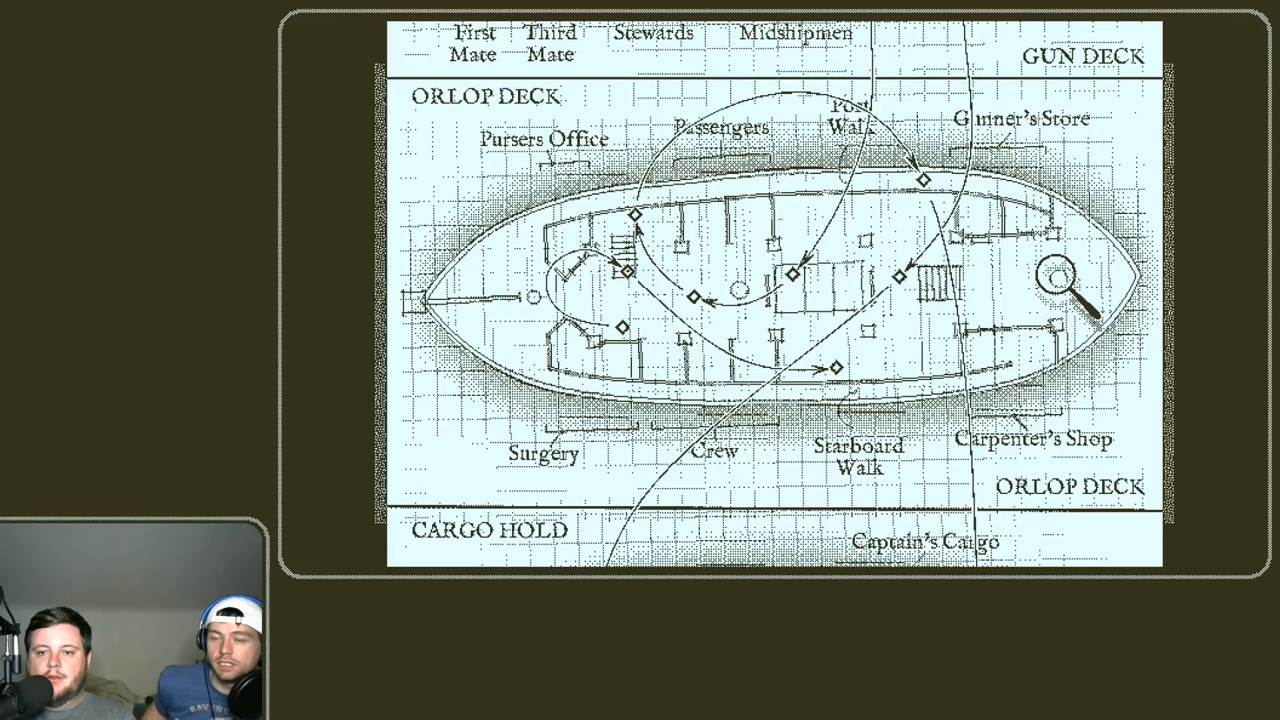 First Third Stewards Midshipmen
Mate Mate
GUN DECK
ORLOP DECK
Pursers Office Passengers Port Gunner's Store
Walk
Surgery Crew Starboard Carpenter's Shop
Walk
ORLOP DECK
CARGO HOLD
Captain's Cargo